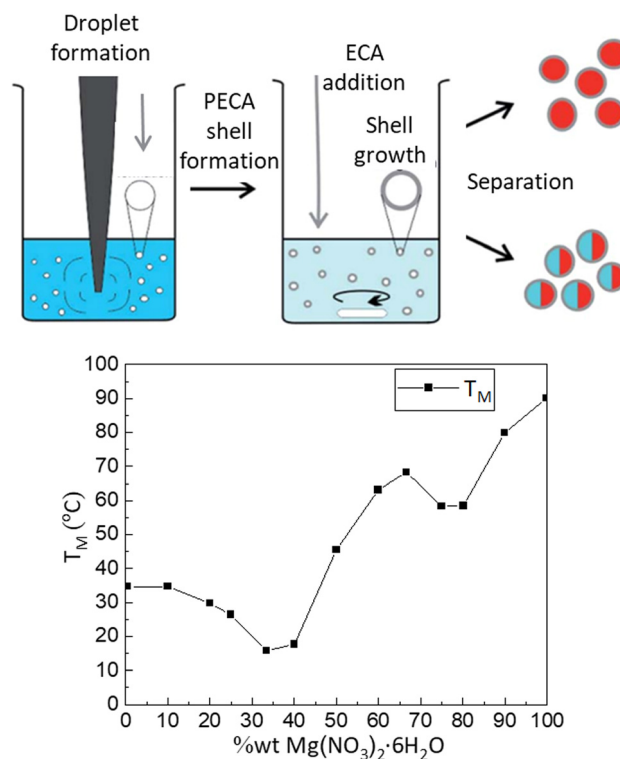 Droplet
formation
PECA
shell
formation
ECA
addition
Shell
growth
Separation
T_M
100
90
80
70
60
50
40
30
20
10
0
T_M (°C)
0 10 20 30 40 50 60 70 80 90 100
%wt Mg(NO₃)₂·6H₂O